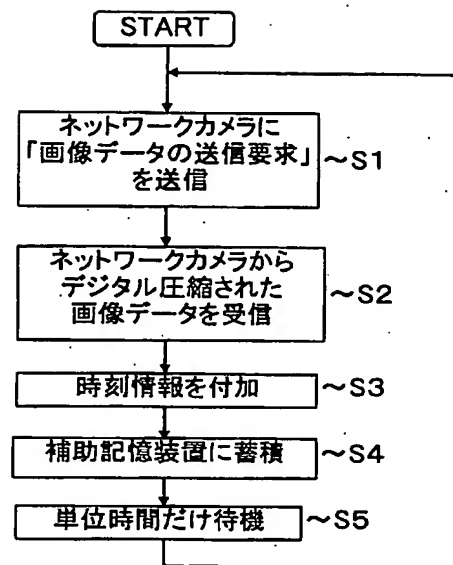 START
ネットワークカメラに
「画像データの送信要求」
を送信
~S1
ネットワークカメラから
デジタル圧縮された
画像データを受信
~S2
時刻情報を付加
~S3
補助記憶装置に蓄積
~S4
単位時間だけ待機
~S5